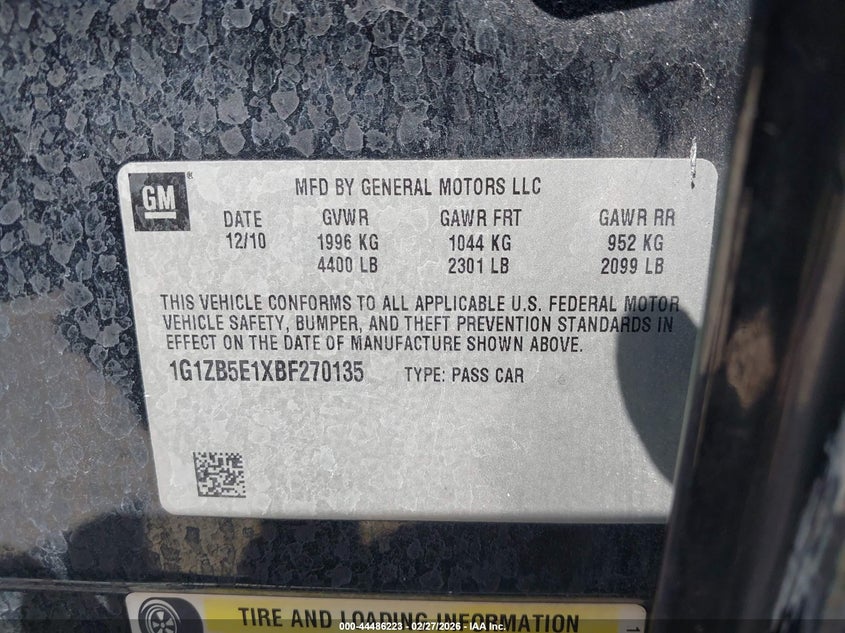 GM ®
MFD BY GENERAL MOTORS LLC
DATE GVWR GAWR FRT GAWR RR
12/10 1996 KG 1044 KG 952 KG
4400 LB 2301 LB 2099 LB
THIS VEHICLE CONFORMS TO ALL APPLICABLE U.S. FEDERAL MOTOR
VEHICLE SAFETY, BUMPER, AND THEFT PREVENTION STANDARDS IN
EFFECT ON THE DATE OF MANUFACTURE SHOWN ABOVE.
1G1ZB5E1XBF270135 TYPE: PASS CAR
TIRE AND LOADING INFORMATION
000-44486223 - 02/27/2026 - IAA Inc.